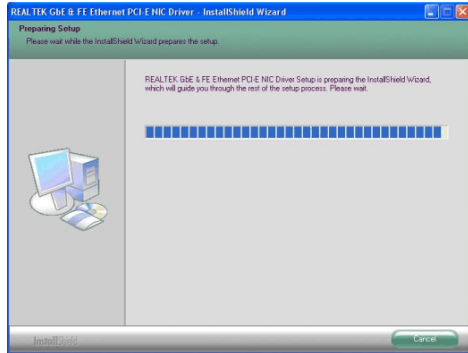 REALTEK GbE & FE Ethernet PCI-E NIC Driver - InstallShield Wizard
Preparing Setup
Please wait while the InstallShield Wizard prepares the setup.
REALTEK GbE & FE Ethernet PCI-E NIC Driver Setup is preparing the InstallShield Wizard,
which will guide you through the rest of the setup process. Please wait.
InstallShield
Cancel